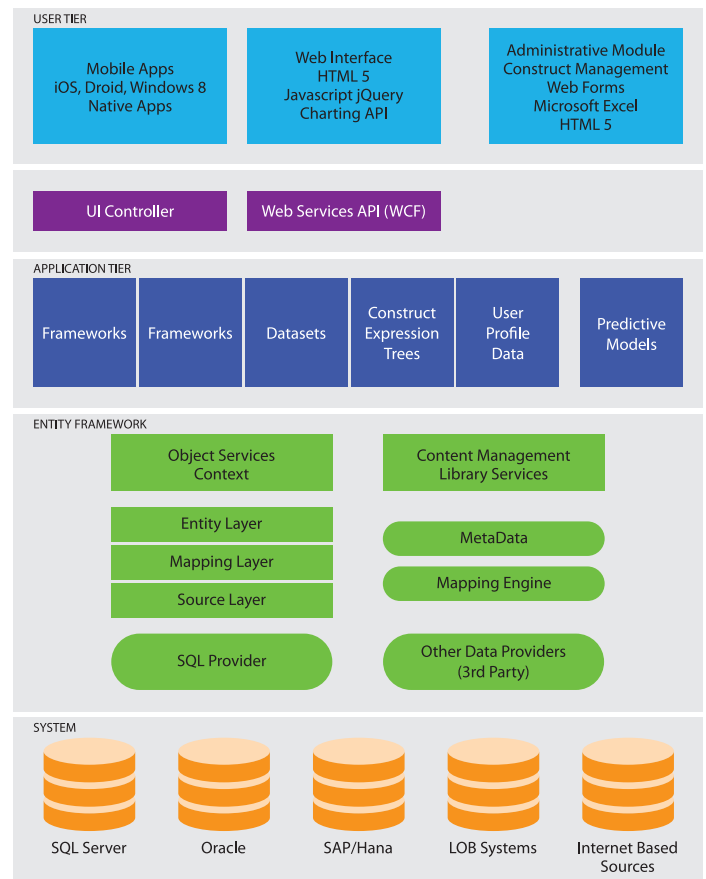 USER TIER
Mobile Apps
iOS, Droid, Windows 8
Native Apps
Web Interface
HTML 5
Javascript jQuery
Charting API
Administrative Module
Construct Management
Web Forms
Microsoft Excel
HTML 5
UI Controller
Web Services API (WCF)
APPLICATION TIER
Frameworks
Frameworks
Datasets
Construct
Expression
Trees
User
Profile
Data
Predictive
Models
ENTITY FRAMEWORK
Object Services
Context
Entity Layer
Mapping Layer
Source Layer
SQL Provider
Content Management
Library Services
MetaData
Mapping Engine
Other Data Providers
(3rd Party)
SYSTEM
SQL Server
Oracle
SAP/Hana
LOB Systems
Internet Based
Sources